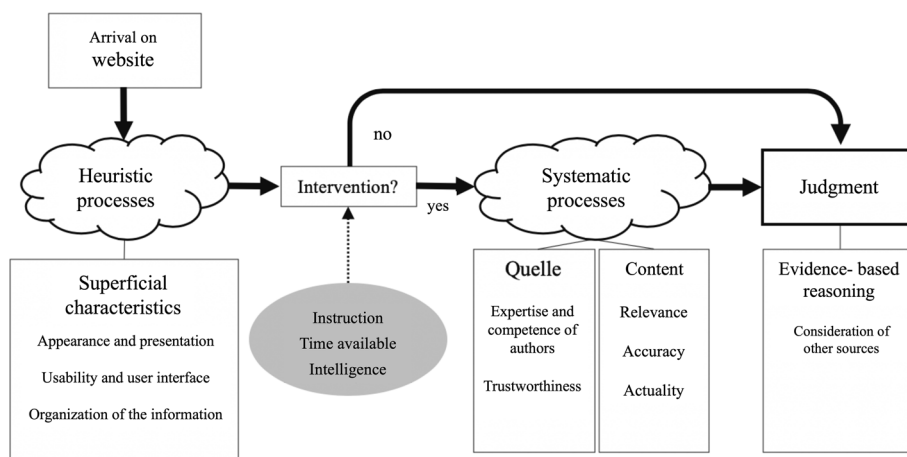 Arrival on
website
Heuristic
processes
Intervention?
no
yes
Systematic
processes
Judgment
Superficial
characteristics
Appearance and presentation
Usability and user interface
Organization of the information
Instruction
Time available
Intelligence
Quelle
Expertise and
competence of
authors
Trustworthiness
Content
Relevance
Accuracy
Actuality
Evidence- based
reasoning
Consideration of
other sources